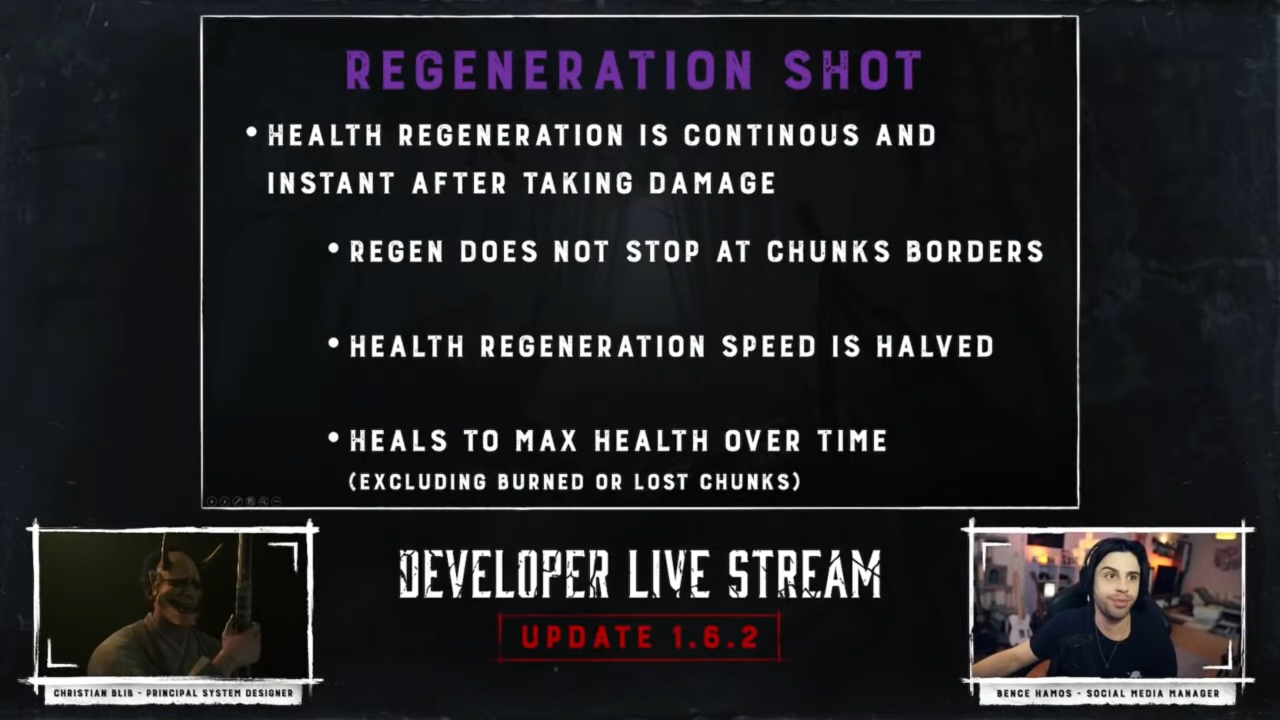 REGENERATION SHOT
• HEALTH REGENERATION IS CONTINOUS AND
INSTANT AFTER TAKING DAMAGE
• REGEN DOES NOT STOP AT CHUNKS BORDERS
• HEALTH REGENERATION SPEED IS HALVED
• HEALS TO MAX HEALTH OVER TIME
(EXCLUDING BURNED OR LOST CHUNKS)
DEVELOPER LIVE STREAM
UPDATE 1.6.2
CHRISTIAN BLIB - PRINCIPAL SYSTEM DESIGNER
BENCE HAMOS - SOCIAL MEDIA MANAGER